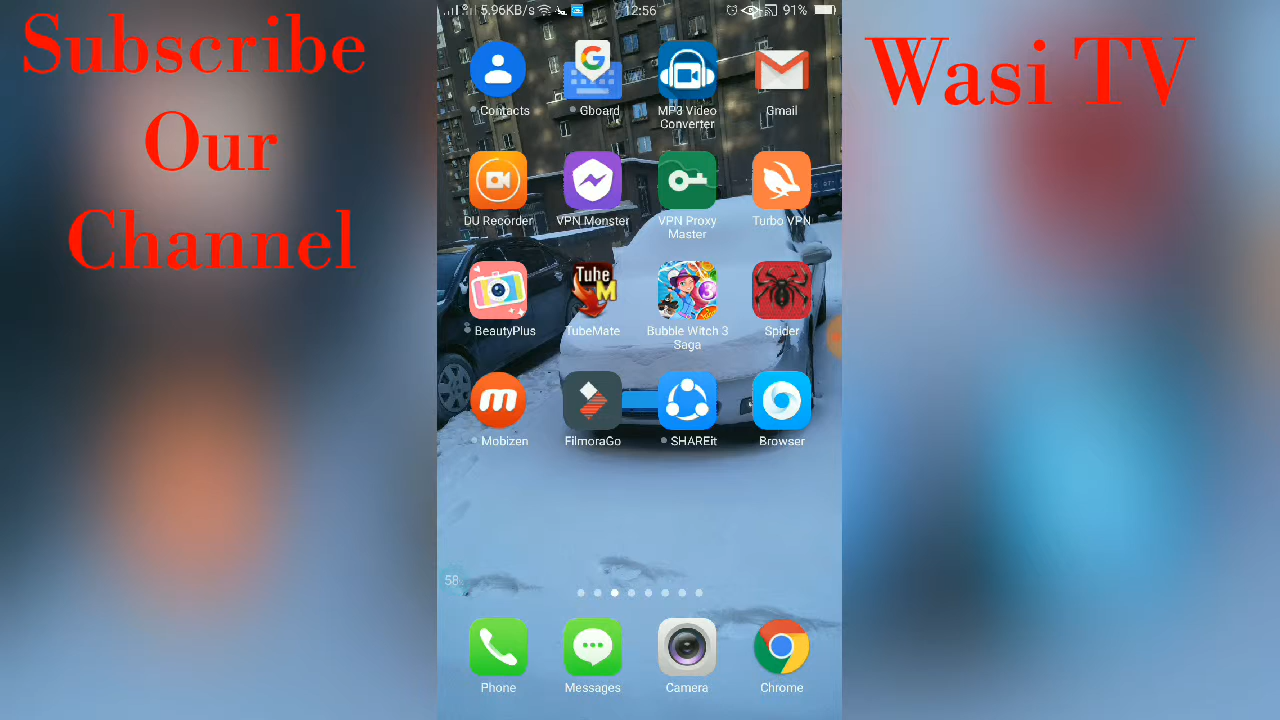 Subscribe
Our
Channel
Wasi TV
5.96KB/s 12:56 91%
Contacts Gboard MP3 Video Converter Gmail
DU Recorder VPN Monster VPN Proxy Master Turbo VPN
Tube
M
3
BeautyPlus TubeMate Bubble Witch 3 Saga Spider
Mobizen FilmoraGo SHAREit Browser
58
Phone Messages Camera Chrome